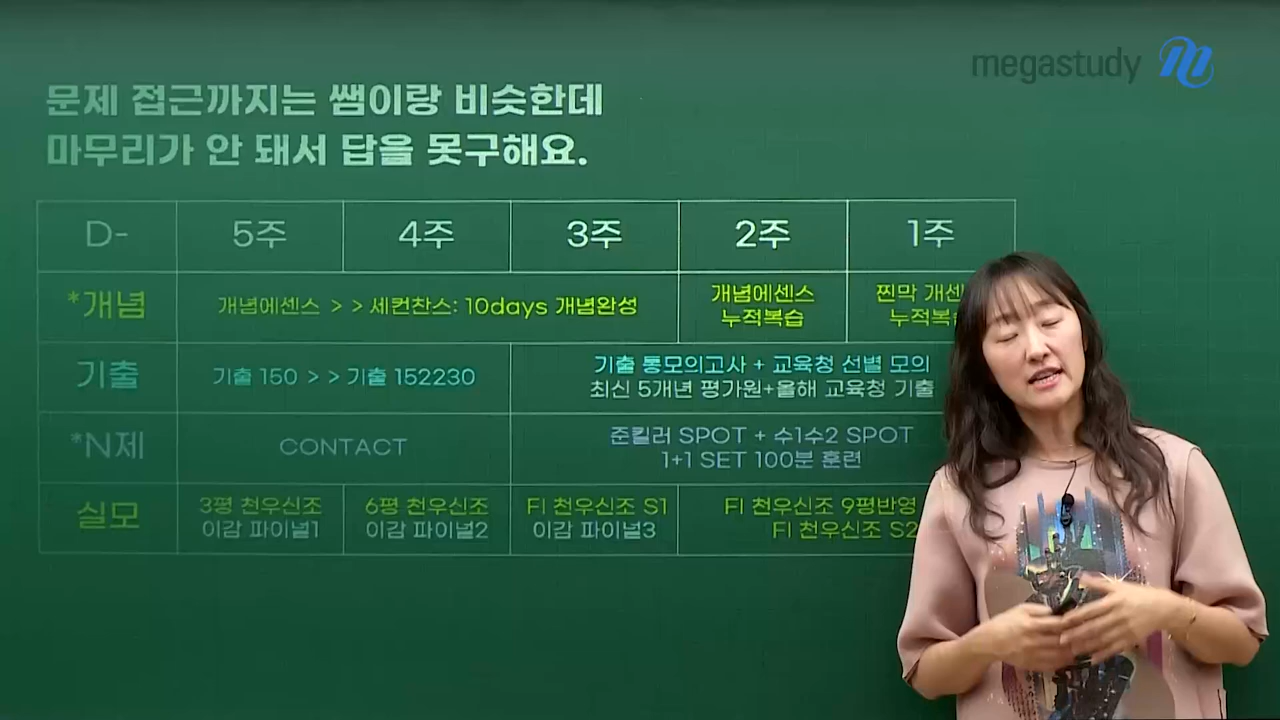 megastudy
문제 접근까지는 쌤이랑 비슷한데
마무리가 안 돼서 답을 못구해요.
D- 5주 4주 3주 2주 1주
*개념
개념에센스 > > 세컨찬스: 10days 개념완성
개념에센스
누적복습
찐막
기출
기출 150 > > 기출 152230
기출 통모의고사 + 교육청 선별 모의
최신 5개년 평가원+올해 교육청 기출
*N제
CONTACT
준킬러 SPOT + 수1수2 SPOT
1+1 SET 100분 훈련
실모
3평 천우신조
이감 파이널1
6평 천우신조
이감 파이널2
FI 천우신조 S1
이감 파이널3
FI 천우신조 9평반영
FI 천우신조 S2